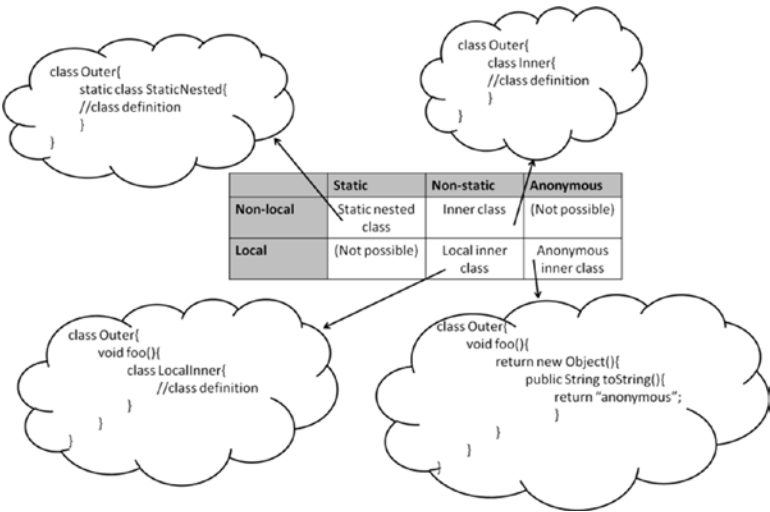 class Outer{
static class StaticNested{
//class definition
}
}
class Outer{
class Inner{
//class definition
}
}
Static Non-static Anonymous
Non-local Static nested class Inner class (Not possible)
Local (Not possible) Local inner class Anonymous inner class
class Outer{
void foo(){
class LocalInner{
//class definition
}
}
}
class Outer{
void foo(){
return new Object(){
public String toString(){
return “anonymous”;
}
}
}
}